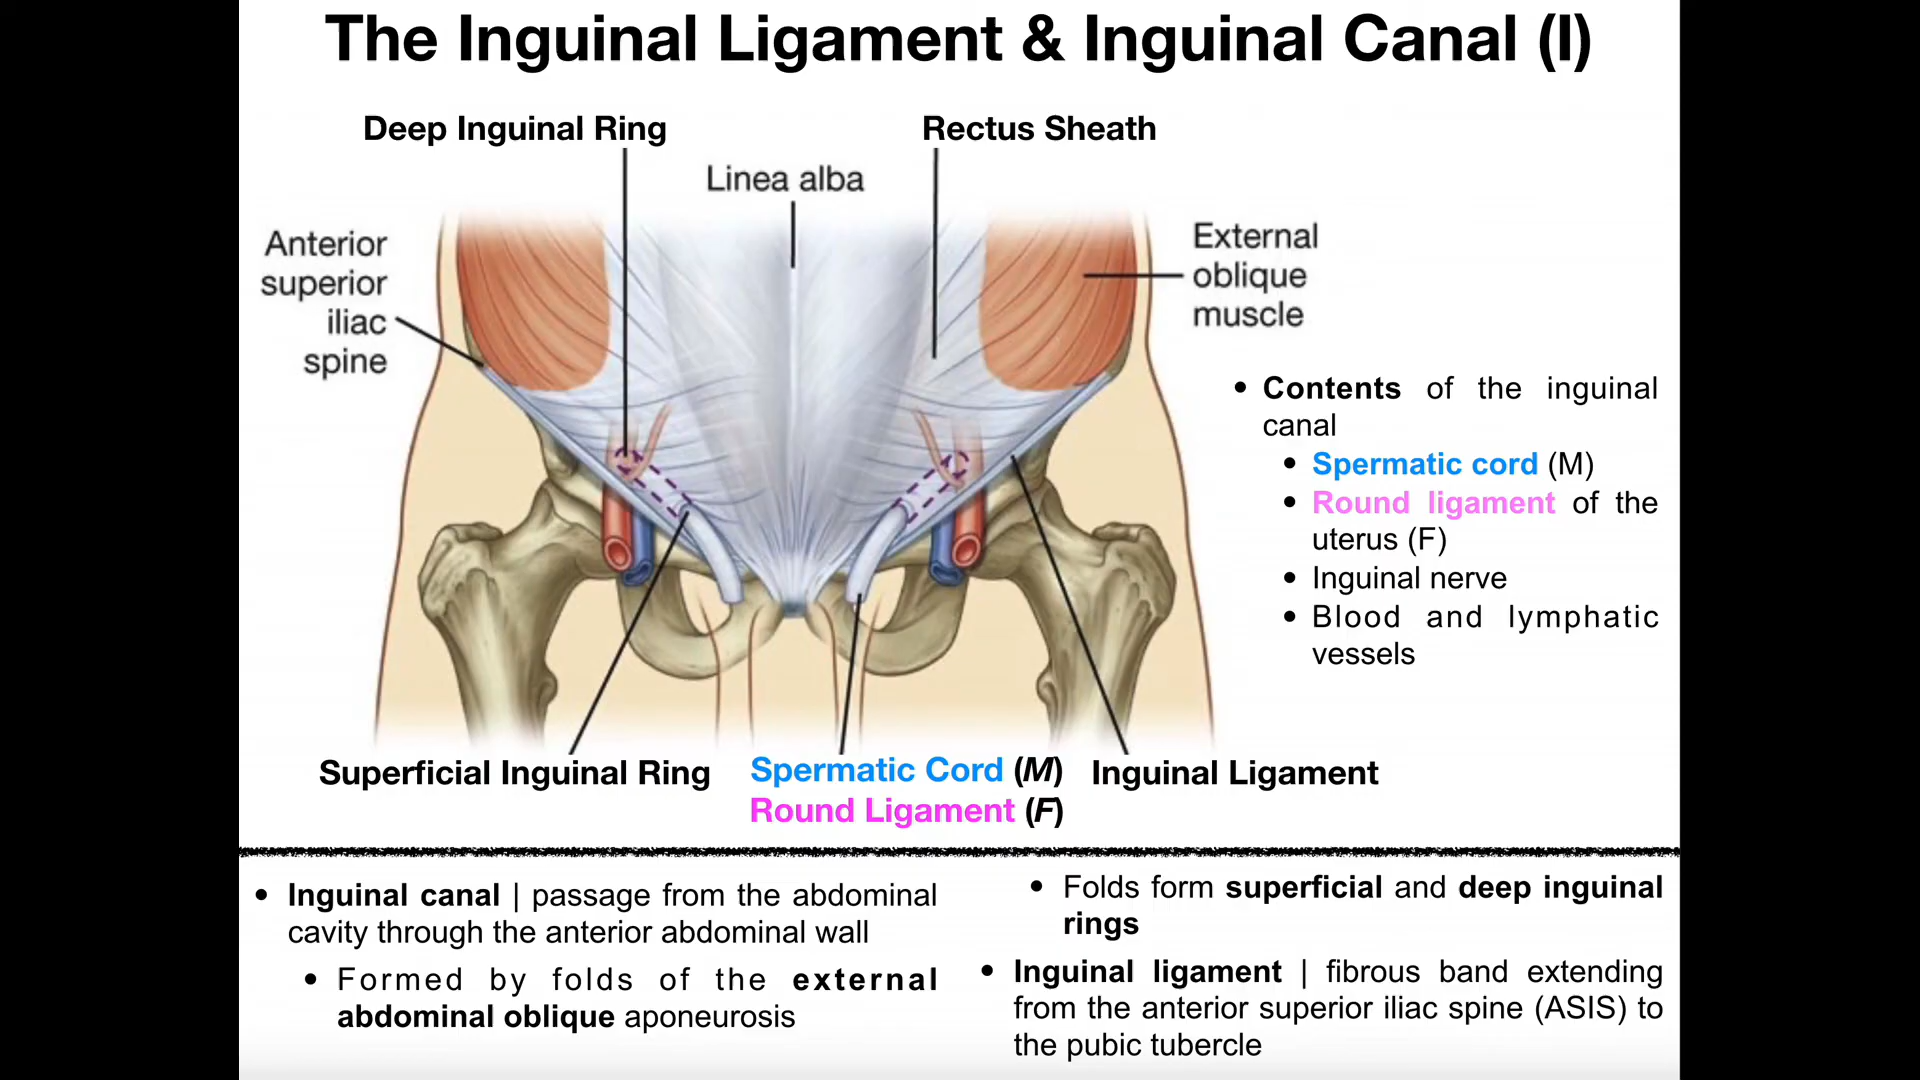 The Inguinal Ligament & Inguinal Canal (I)
Deep Inguinal Ring
Rectus Sheath
Linea alba
Anterior
superior
iliac
spine
External
oblique
muscle
• Contents of the inguinal
canal
• Spermatic cord (M)
• Round ligament of the
uterus (F)
• Inguinal nerve
• Blood and lymphatic
vessels
Superficial Inguinal Ring
Spermatic Cord (M)
Round Ligament (F)
Inguinal Ligament
• Inguinal canal | passage from the abdominal
cavity through the anterior abdominal wall
• Formed by folds of the external
abdominal oblique aponeurosis
• Folds form superficial and deep inguinal
rings
• Inguinal ligament | fibrous band extending
from the anterior superior iliac spine (ASIS) to
the pubic tubercle